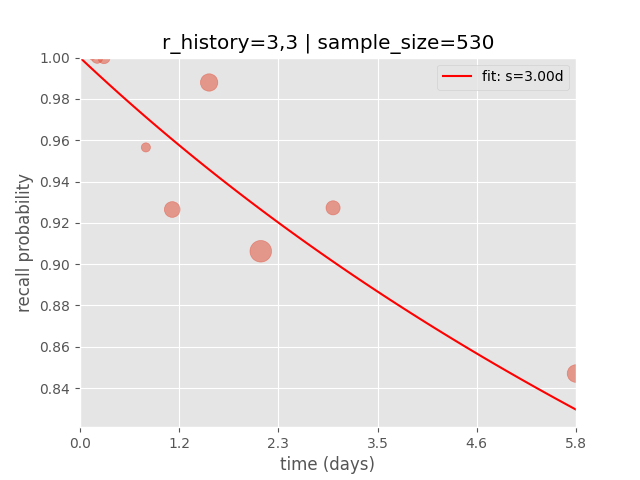 r_history=3,3 | sample_size=530
fit: s=3.00d
recall probability
1.00
0.98
0.96
0.94
0.92
0.90
0.88
0.86
0.84
0.0 1.2 2.3 3.5 4.6 5.8
time (days)